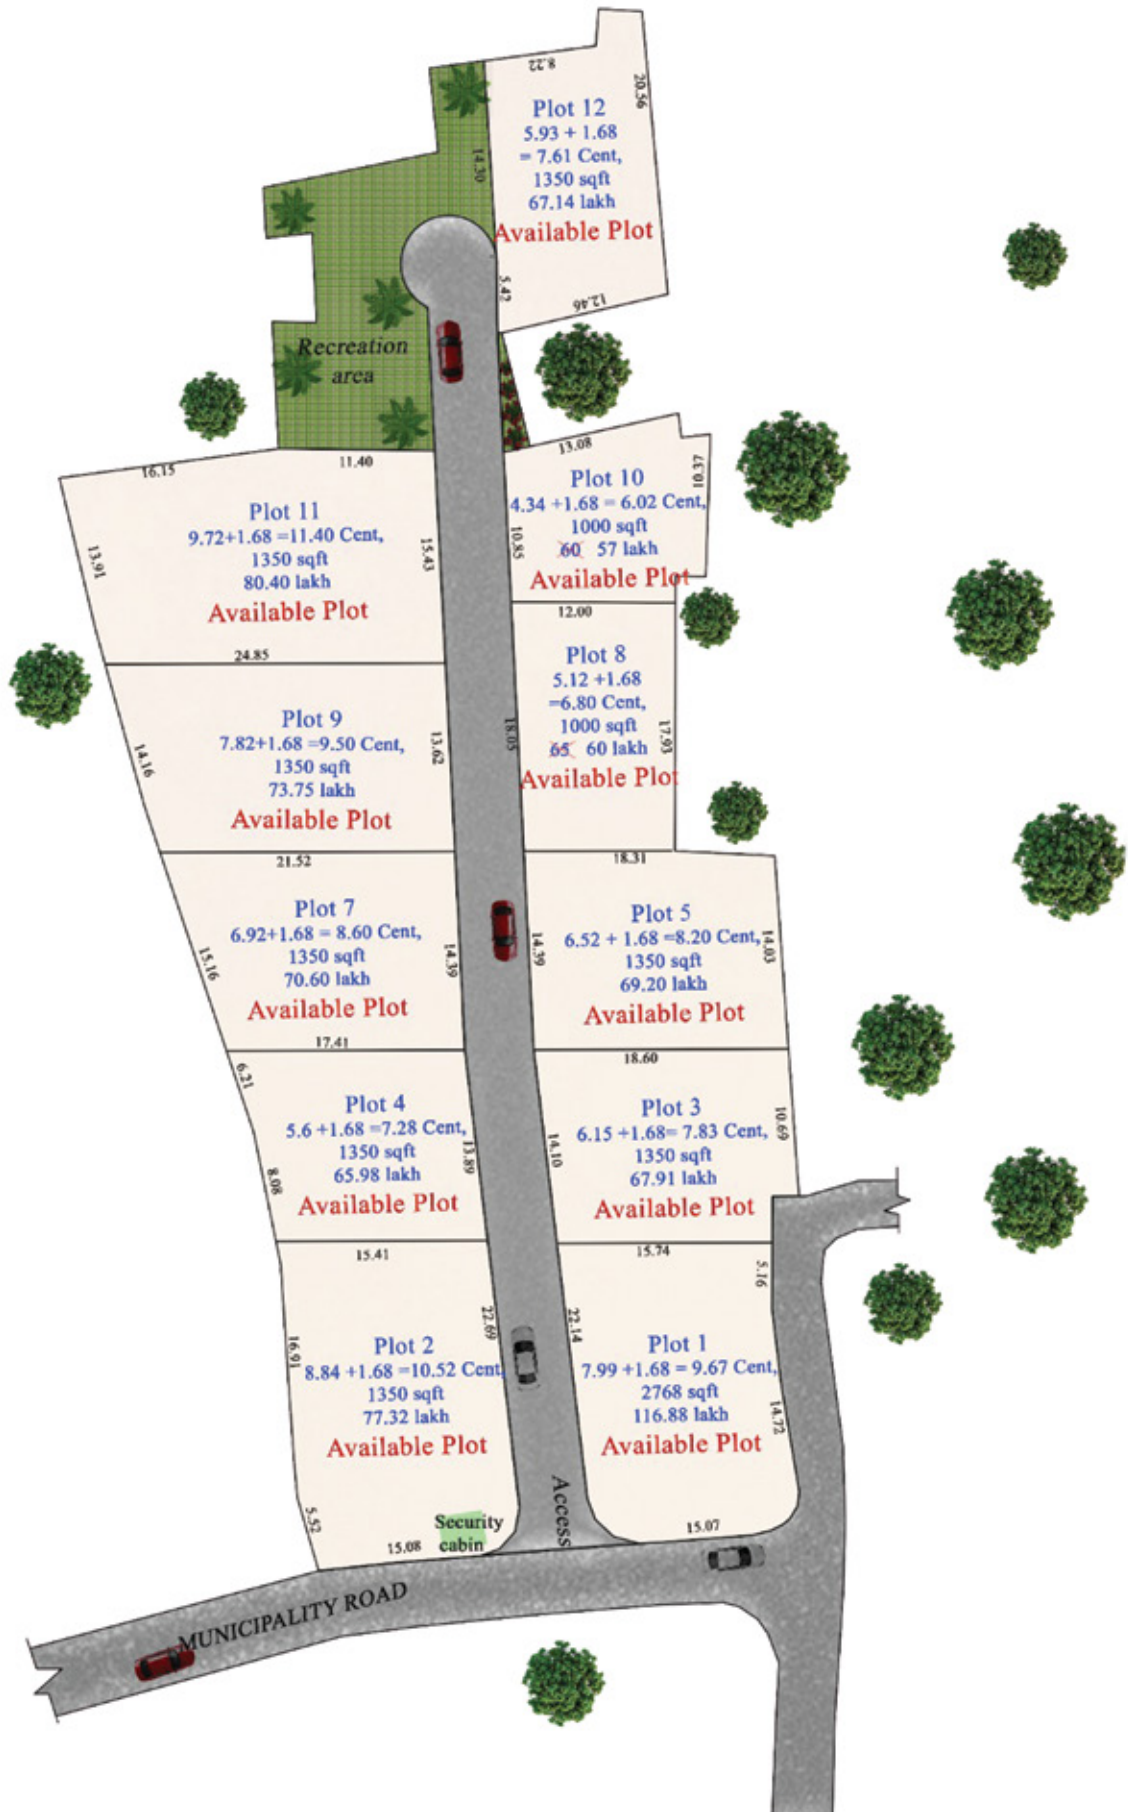 8.22
20.56
Plot 12
5.93 + 1.68
= 7.61 Cent,
1350 sqft
67.14 lakh
Available Plot
14.30
5.42
12.46
Recreation
area
16.15
11.40
13.08
10.37
Plot 11
9.72+1.68 =11.40 Cent,
1350 sqft
80.40 lakh
Available Plot
13.91
15.43
24.85
Plot 10
4.34 +1.68 = 6.02 Cent,
1000 sqft
60 57 lakh
Available Plot
10.85
12.00
Plot 9
7.82+1.68 =9.50 Cent,
1350 sqft
73.75 lakh
Available Plot
14.16
13.62
21.52
Plot 8
5.12 +1.68
=6.80 Cent,
1000 sqft
65 60 lakh
Available Plot
18.05
17.93
18.31
Plot 7
6.92+1.68 = 8.60 Cent,
1350 sqft
70.60 lakh
Available Plot
15.16
14.39
17.41
Plot 5
6.52 + 1.68 =8.20 Cent,
1350 sqft
69.20 lakh
Available Plot
14.39
14.03
18.60
Plot 4
5.6 +1.68 =7.28 Cent,
1350 sqft
65.98 lakh
Available Plot
6.21
8.08
13.89
15.41
Plot 3
6.15 +1.68= 7.83 Cent,
1350 sqft
67.91 lakh
Available Plot
14.10
10.69
15.74
Plot 2
8.84 +1.68 =10.52 Cent,
1350 sqft
77.32 lakh
Available Plot
16.91
22.69
5.52
15.08
Security
cabin
Plot 1
7.99 +1.68 = 9.67 Cent,
2768 sqft
116.88 lakh
Available Plot
22.14
5.16
14.72
15.07
Access
MUNICIPALITY ROAD